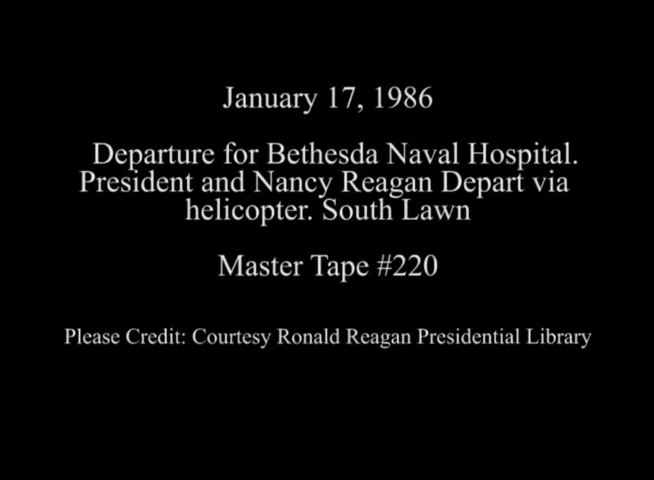 January 17, 1986
Departure for Bethesda Naval Hospital.
President and Nancy Reagan Depart via
helicopter. South Lawn
Master Tape #220
Please Credit: Courtesy Ronald Reagan Presidential Library